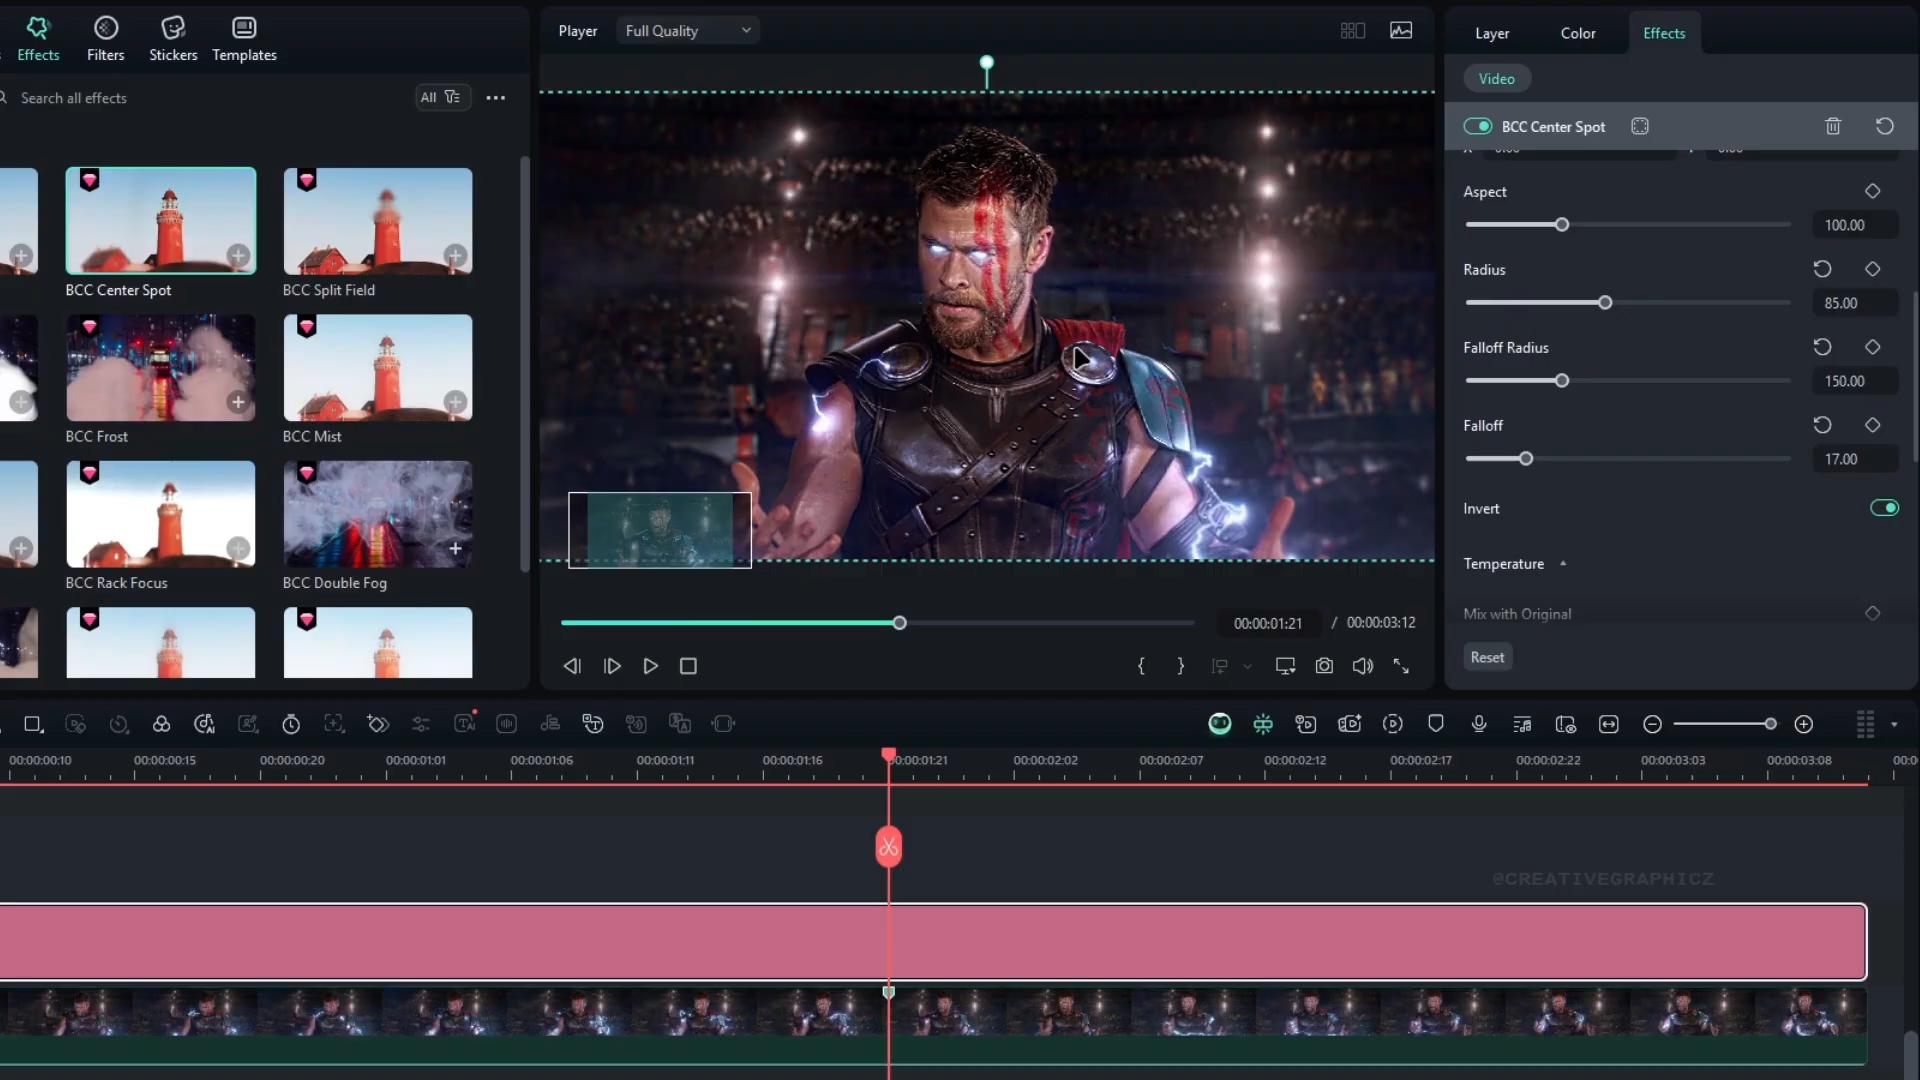 Effects
Filters
Stickers
Templates
Search all effects
All
BCC Center Spot
BCC Split Field
BCC Frost
BCC Mist
BCC Rack Focus
BCC Double Fog
Player
Full Quality
00:00:01:21 / 00:00:03:12
{ }
Layer
Color
Effects
Video
BCC Center Spot
Aspect
100.00
Radius
85.00
Falloff Radius
150.00
Falloff
17.00
Invert
Temperature
Mix with Original
Reset
00:00:00:10
00:00:00:15
00:00:00:20
00:00:01:01
00:00:01:06
00:00:01:11
00:00:01:16
00:00:01:21
00:00:02:02
00:00:02:07
00:00:02:12
00:00:02:17
00:00:02:22
00:00:03:03
00:00:03:08
00:0
@CREATIVEGRAPHICZ